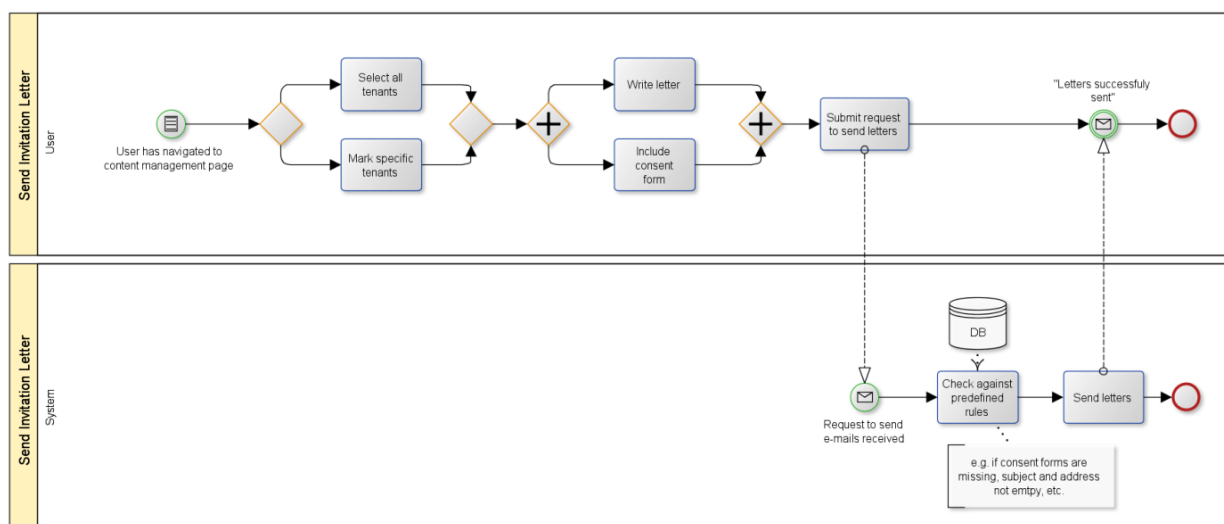 Send Invitation Letter
User
User has navigated to
content management page
Select all
tenants
Mark specific
tenants
Write letter
Include
consent
form
Submit request
to send letters
"Letters successfuly
sent"
Send Invitation Letter
System
Request to send
e-mails received
DB
Check against
predefined
rules
Send letters
e.g. if consent forms are
missing, subject and address
not emtpy, etc.